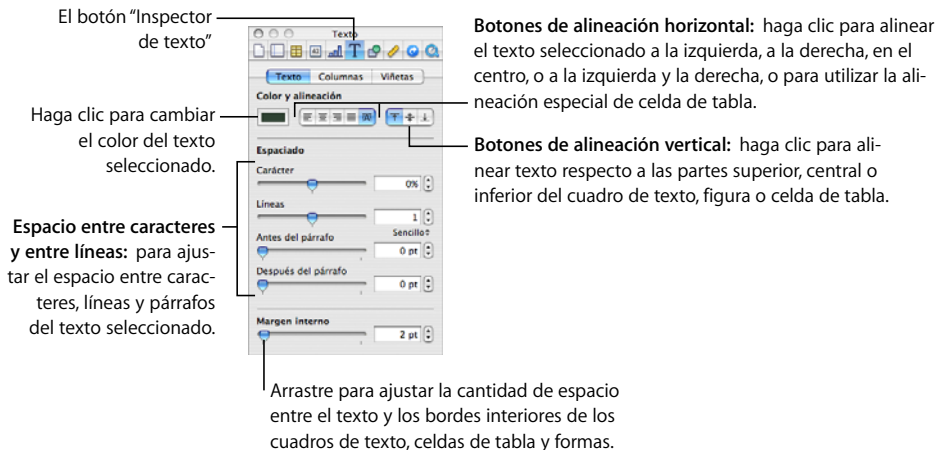 El botón “Inspector
de texto”
Haga clic para cambiar
el color del texto
seleccionado.
Espacio entre caracteres
y entre líneas: para ajus-
tar el espacio entre carac-
teres, líneas y párrafos
del texto seleccionado.
Texto
Texto Columnas Viñetas
Color y alineación
Espaciado
Carácter
0%
Líneas
1
Sencillo
Antes del párrafo
0 pt
Después del párrafo
0 pt
Margen interno
2 pt
Botones de alineación horizontal: haga clic para alinear
el texto seleccionado a la izquierda, a la derecha, en el
centro, o a la izquierda y la derecha, o para utilizar la ali-
neación especial de celda de tabla.
Botones de alineación vertical: haga clic para ali-
near texto respecto a las partes superior, central o
inferior del cuadro de texto, figura o celda de tabla.
Arrastre para ajustar la cantidad de espacio
entre el texto y los bordes interiores de los
cuadros de texto, celdas de tabla y formas.